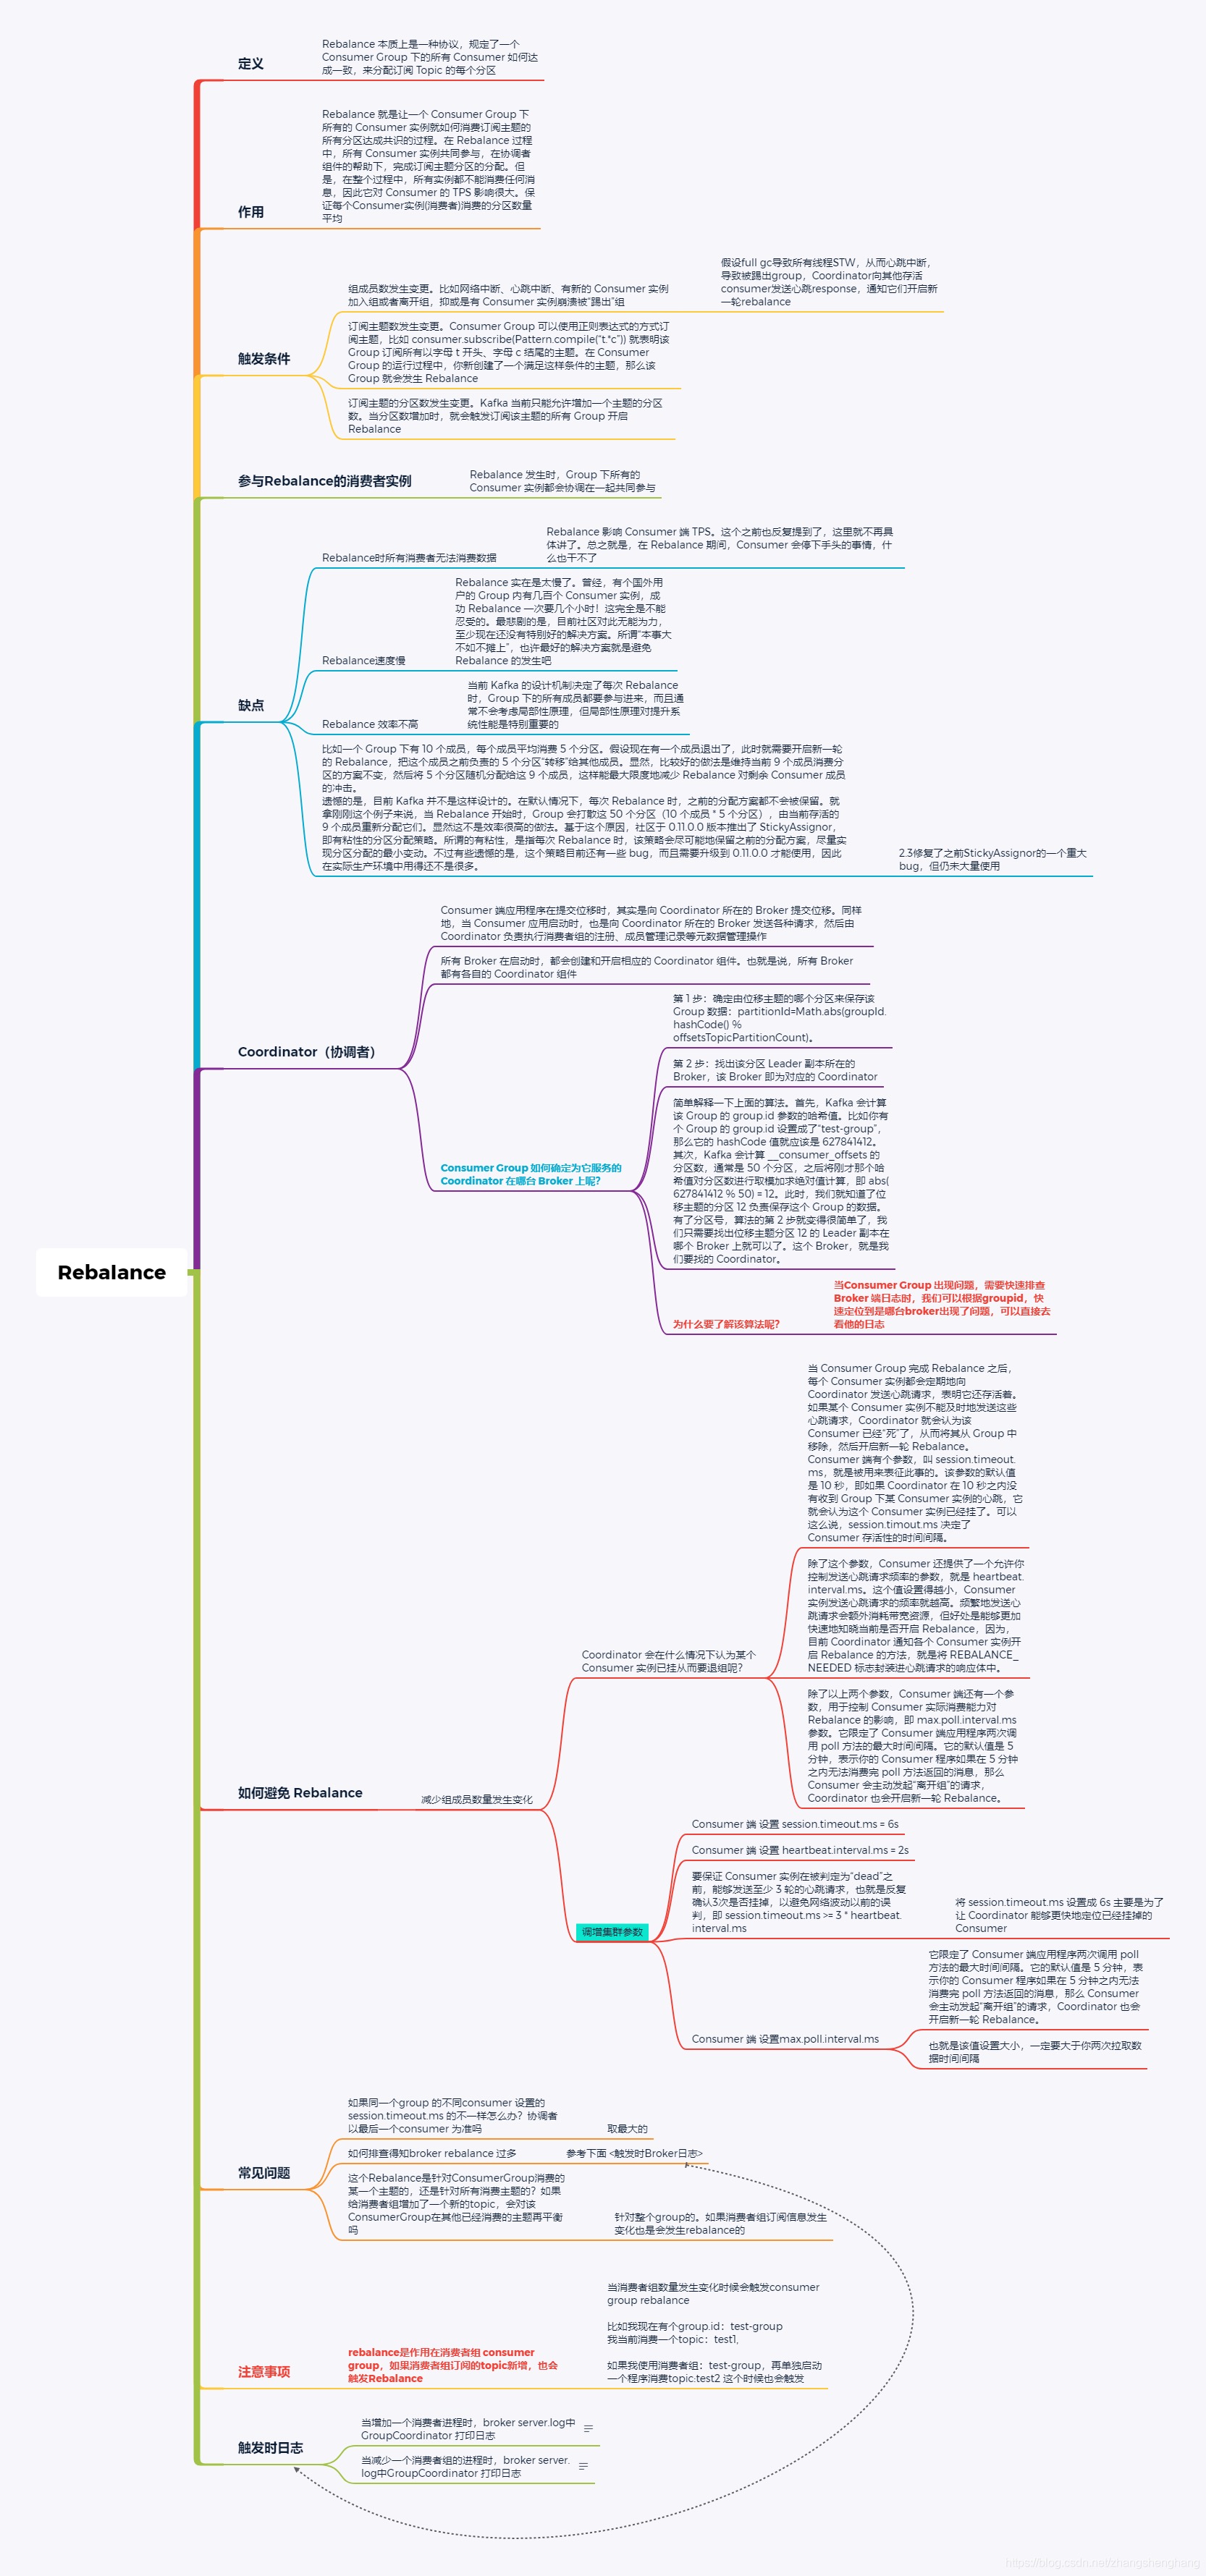 Rebalance
定义
Rebalance 本质上是一种协议，规定了一个
Consumer Group 下的所有 Consumer 如何达
成一致，来分配订阅 Topic 的每个分区
作用
Rebalance 就是让一个 Consumer Group 下
所有的 Consumer 实例就如何消费订阅主题的
所有分区达成共识的过程。在 Rebalance 过程
中，所有 Consumer 实例共同参与，在协调者
组件的帮助下，完成订阅主题分区的分配。但
是，在整个过程中，所有实例都不能消费任何消
息，因此它对 Consumer 的 TPS 影响很大。保
证每个Consumer实例(消费者)消费的分区数量
平均
触发条件
组成员数发生变更。比如网络中断、心跳中断、有新的 Consumer 实例
加入组或者离开组，抑或是有 Consumer 实例崩溃被“踢出”组
假设full gc导致所有线程STW，从而心跳中断，
导致被踢出group，Coordinator向其他存活
consumer发送心跳response，通知它们开启新
一轮rebalance
订阅主题数发生变更。Consumer Group 可以使用正则表达式的方式订
阅主题，比如 consumer.subscribe(Pattern.compile(“t.*c”)) 就表明该
Group 订阅所有以字母 t 开头、字母 c 结尾的主题。在 Consumer
Group 的运行过程中，你新创建了一个满足这样条件的主题，那么该
Group 就会发生 Rebalance
订阅主题的分区数发生变更。Kafka 当前只能允许增加一个主题的分区
数。当分区数增加时，就会触发订阅该主题的所有 Group 开启
Rebalance
参与Rebalance的消费者实例
Rebalance 发生时，Group 下所有的
Consumer 实例都会协调在一起共同参与
缺点
Rebalance时所有消费者无法消费数据
Rebalance 影响 Consumer 端 TPS。这个之前也反复提到了，这里就不再具
体讲了。总之就是，在 Rebalance 期间，Consumer 会停下手头的事情，什
么也干不了
Rebalance速度慢
Rebalance 实在是太慢了。曾经，有个国外用
户的 Group 内有几百个 Consumer 实例，成
功 Rebalance 一次要几个小时！这完全是不能
忍受的。最悲剧的是，目前社区对此无能为力，
至少现在还没有特别好的解决方案。所谓“本事大
不如不摊上”，也许最好的解决方案就是避免
Rebalance 的发生吧
Rebalance 效率不高
当前 Kafka 的设计机制决定了每次 Rebalance
时，Group 下的所有成员都要参与进来，而且通
常不会考虑局部性原理，但局部性原理对提升系
统性能是特别重要的
比如一个 Group 下有 10 个成员，每个成员平均消费 5 个分区。假设现在有一个成员退出了，此时就需要开启新一轮
的 Rebalance，把这个成员之前负责的 5 个分区“转移”给其他成员。显然，比较好的做法是维持当前 9 个成员消费分
区的方案不变，然后将 5 个分区随机分配给这 9 个成员，这样能最大限度地减少 Rebalance 对剩余 Consumer 成员
的冲击。
遗憾的是，目前 Kafka 并不是这样设计的。在默认情况下，每次 Rebalance 时，之前的分配方案都不会被保留。就
拿刚刚这个例子来说，当 Rebalance 开始时，Group 会打散这 50 个分区（10 个成员 * 5 个分区），由当前存活的
9 个成员重新分配它们。显然这不是效率很高的做法。基于这个原因，社区于 0.11.0.0 版本推出了 StickyAssignor，
即有粘性的分区分配策略。所谓的有粘性，是指每次 Rebalance 时，该策略会尽可能地保留之前的分配方案，尽量实
现分区分配的最小变动。不过有些遗憾的是，这个策略目前还有一些 bug，而且需要升级到 0.11.0.0 才能使用，因此
在实际生产环境中用得还不是很多。
2.3修复了之前StickyAssignor的一个重大
bug，但仍未大量使用
Coordinator（协调者）
Consumer 端应用程序在提交位移时，其实是向 Coordinator 所在的 Broker 提交位移。同样
地，当 Consumer 应用启动时，也是向 Coordinator 所在的 Broker 发送各种请求，然后由
Coordinator 负责执行消费者组的注册、成员管理记录等元数据管理操作
所有 Broker 在启动时，都会创建和开启相应的 Coordinator 组件。也就是说，所有 Broker
都有各自的 Coordinator 组件
Consumer Group 如何确定为它服务的
Coordinator 在哪台 Broker 上呢？
第 1 步：确定由位移主题的哪个分区来保存该
Group 数据：partitionId=Math.abs(groupId.
hashCode() %
offsetsTopicPartitionCount)。
第 2 步：找出该分区 Leader 副本所在的
Broker，该 Broker 即为对应的 Coordinator
简单解释一下上面的算法。首先，Kafka 会计算
该 Group 的 group.id 参数的哈希值。比如你有
个 Group 的 group.id 设置成了“test-group”，
那么它的 hashCode 值就应该是 627841412。
其次，Kafka 会计算 __consumer_offsets 的
分区数，通常是 50 个分区，之后将刚才那个哈
希值对分区数进行取模加求绝对值计算，即 abs(
627841412 % 50) = 12。此时，我们就知道了位
移主题的分区 12 负责保存这个 Group 的数据。
有了分区号，算法的第 2 步就变得很简单了，我
们只需要找出位移主题分区 12 的 Leader 副本在
哪个 Broker 上就可以了。这个 Broker，就是我
们要找的 Coordinator。
为什么要了解该算法呢？
当Consumer Group 出现问题，需要快速排查
Broker 端日志时，我们可以根据groupid，快
速定位到是哪台broker出现了问题，可以直接去
看他的日志
如何避免 Rebalance
减少组成员数量发生变化
Coordinator 会在什么情况下认为某个
Consumer 实例已挂从而要退组呢？
当 Consumer Group 完成 Rebalance 之后，
每个 Consumer 实例都会定期地向
Coordinator 发送心跳请求，表明它还存活着。
如果某个 Consumer 实例不能及时地发送这些
心跳请求，Coordinator 就会认为该
Consumer 已经“死”了，从而将其从 Group 中
移除，然后开启新一轮 Rebalance。
Consumer 端有个参数，叫 session.timeout.
ms，就是被用来表征此事的。该参数的默认值
是 10 秒，即如果 Coordinator 在 10 秒之内没
有收到 Group 下某 Consumer 实例的心跳，它
就会认为这个 Consumer 实例已经挂了。可以
这么说，session.timout.ms 决定了
Consumer 存活性的时间间隔。
除了这个参数，Consumer 还提供了一个允许你
控制发送心跳请求频率的参数，就是 heartbeat.
interval.ms。这个值设置得越小，Consumer
实例发送心跳请求的频率就越高。频繁地发送心
跳请求会额外消耗带宽资源，但好处是能够更加
快速地知晓当前是否开启 Rebalance，因为，
目前 Coordinator 通知各个 Consumer 实例开
启 Rebalance 的方法，就是将 REBALANCE_
NEEDED 标志封装进心跳请求的响应体中。
除了以上两个参数，Consumer 端还有一个参
数，用于控制 Consumer 实际消费能力对
Rebalance 的影响，即 max.poll.interval.ms
参数。它限定了 Consumer 端应用程序两次调
用 poll 方法的最大时间间隔。它的默认值是 5
分钟，表示你的 Consumer 程序如果在 5 分钟
之内无法消费完 poll 方法返回的消息，那么
Consumer 会主动发起“离开组”的请求，
Coordinator 也会开启新一轮 Rebalance。
调增集群参数
Consumer 端 设置 session.timeout.ms = 6s
Consumer 端 设置 heartbeat.interval.ms = 2s
要保证 Consumer 实例在被判定为“dead”之
前，能够发送至少 3 轮的心跳请求，也就是反复
确认3次是否挂掉，以避免网络波动以前的误
判，即 session.timeout.ms >= 3 * heartbeat.
interval.ms
将 session.timeout.ms 设置成 6s 主要是为了
让 Coordinator 能够更快地定位已经挂掉的
Consumer
Consumer 端 设置max.poll.interval.ms
它限定了 Consumer 端应用程序两次调用 poll
方法的最大时间间隔。它的默认值是 5 分钟，表
示你的 Consumer 程序如果在 5 分钟之内无法
消费完 poll 方法返回的消息，那么 Consumer
会主动发起“离开组”的请求，Coordinator 也会
开启新一轮 Rebalance。
也就是该值设置大小，一定要大于你两次拉取数
据时间间隔
常见问题
如果同一个group 的不同consumer 设置的
session.timeout.ms 的不一样怎么办？协调者
以最后一个consumer 为准吗
取最大的
如何排查得知broker rebalance 过多
参考下面 <触发时Broker日志>
这个Rebalance是针对ConsumerGroup消费的
某一个主题的，还是针对所有消费主题的？如果
给消费者组增加了一个新的topic，会对该
ConsumerGroup在其他已经消费的主题再平衡
吗
针对整个group的。如果消费者组订阅信息发生
变化也是会发生rebalance的
注意事项
rebalance是作用在消费者组 consumer
group，如果消费者组订阅的topic新增，也会
触发Rebalance
当消费者组数量发生变化时候会触发consumer
group rebalance
比如我现在有个group.id：test-group
我当前消费一个topic：test1,
如果我使用消费者组：test-group，再单独启动
一个程序消费topic:test2 这个时候也会触发
触发时日志
当增加一个消费者进程时，broker server.log中
GroupCoordinator 打印日志
当减少一个消费者组的进程时，broker server.
log中GroupCoordinator 打印日志
https://blog.csdn.net/zhangshenghang